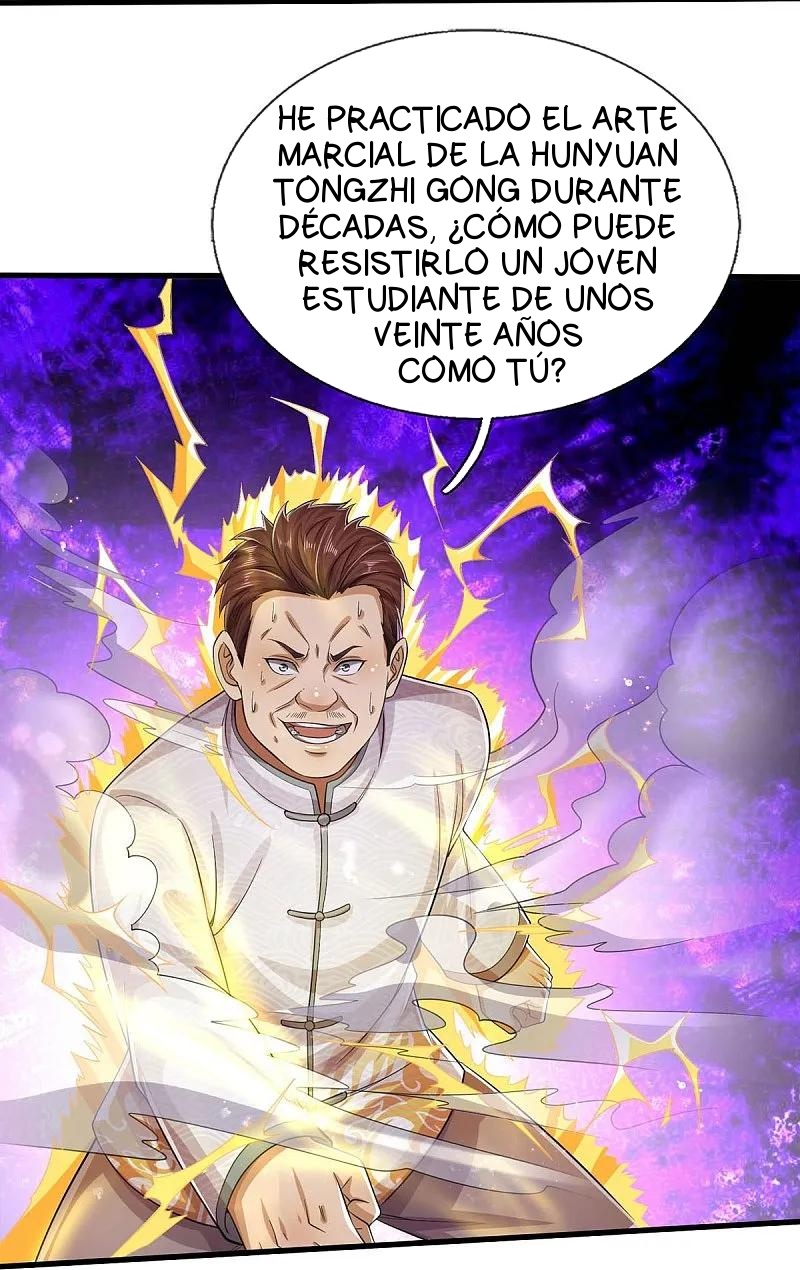 HE PRACTICADO EL ARTE
MARCIAL DE LA HUNYUAN
TONGZHI GONG DURANTE
DÉCADAS, ¿CÓMO PUEDE
RESISTIRLO UN JOVEN
ESTUDIANTE DE UNOS
VEINTE AÑOS
COMO TÚ?